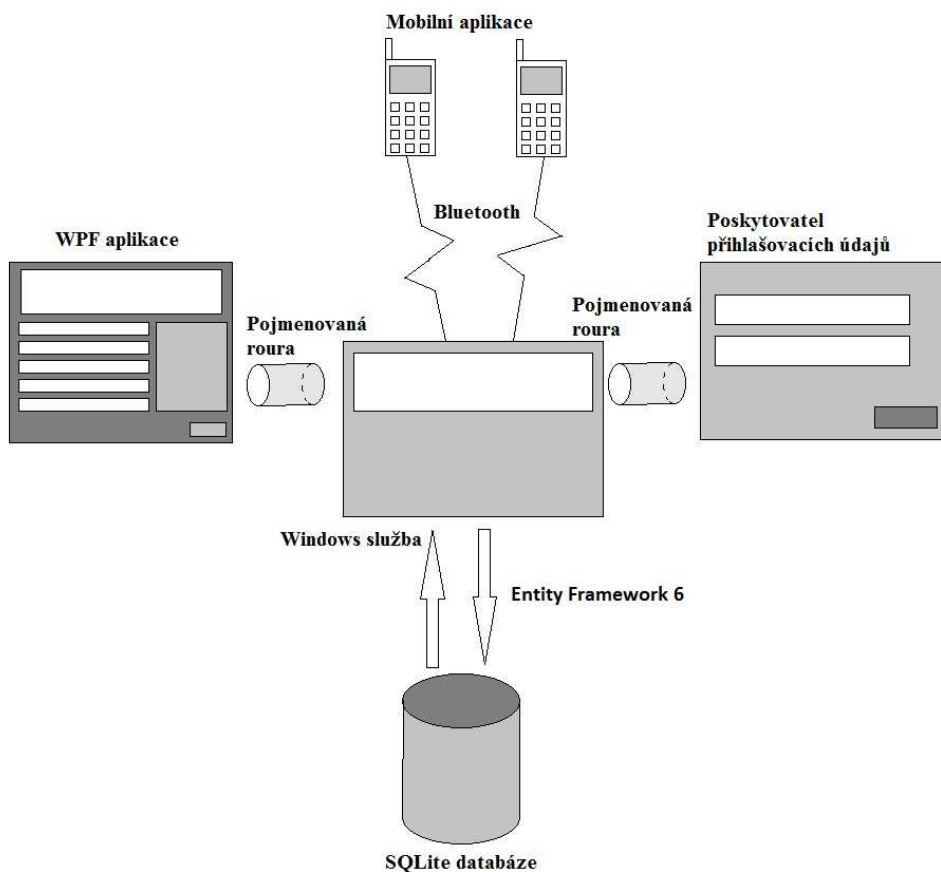 Mobilní aplikace
Bluetooth
WPF aplikace
Poskytovatel
přihlašovacích údajů
Pojmenovaná
roura
Pojmenovaná
roura
Windows služba
Entity Framework 6
SQLite databáze